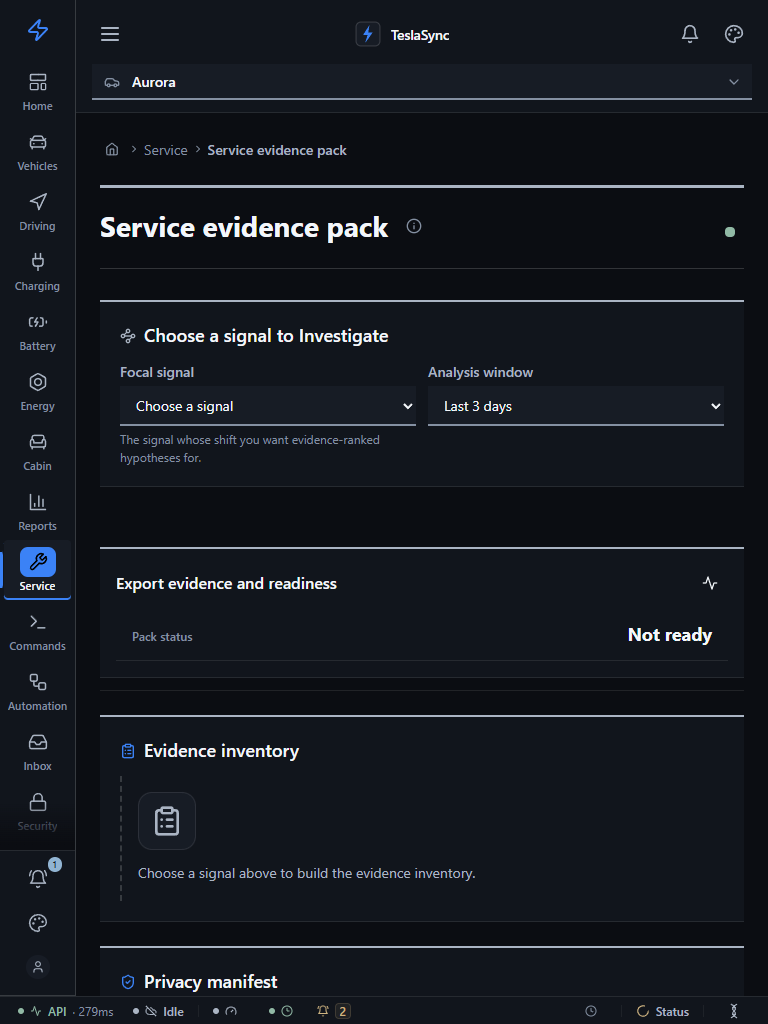 TeslaSync
Aurora
Home
Vehicles
Driving
Charging
Battery
Energy
Cabin
Reports
Service
Commands
Automation
Inbox
Security
1
Service
Service evidence pack
Service evidence pack
Choose a signal to Investigate
Focal signal
Analysis window
Choose a signal
Last 3 days
The signal whose shift you want evidence-ranked
hypotheses for.
Export evidence and readiness
Pack status
Not ready
Evidence inventory
Choose a signal above to build the evidence inventory.
Privacy manifest
API · 279ms
Idle
2
Status